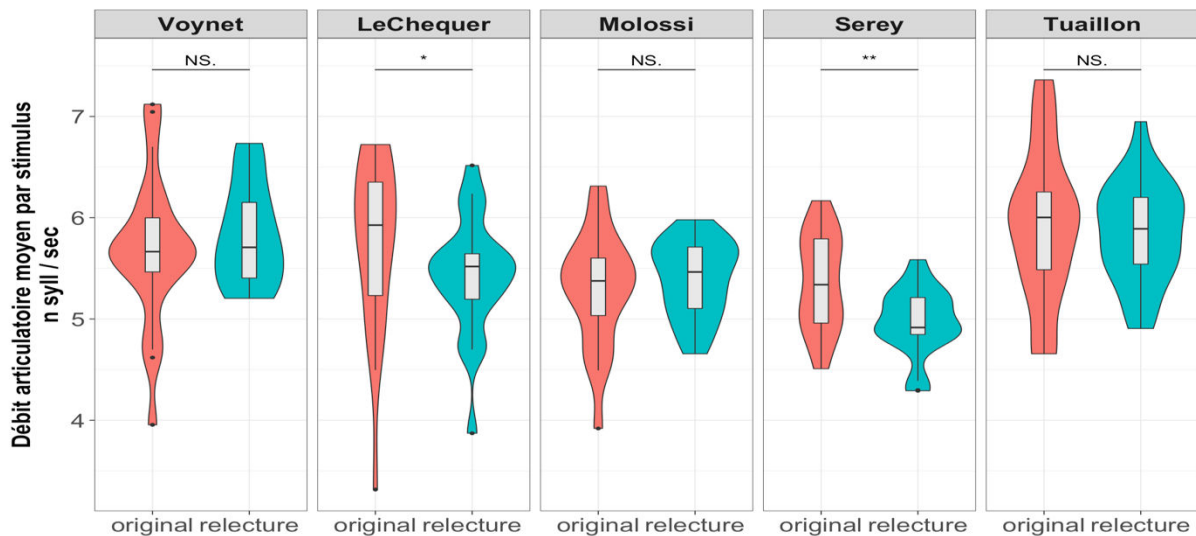 Voynet LeChequer Molossi Serey Tuaillon
NS. * NS. ** NS.
Débit articulatoire moyen par stimulus
n syll / sec
7
6
5
4
original relecture original relecture original relecture original relecture original relecture